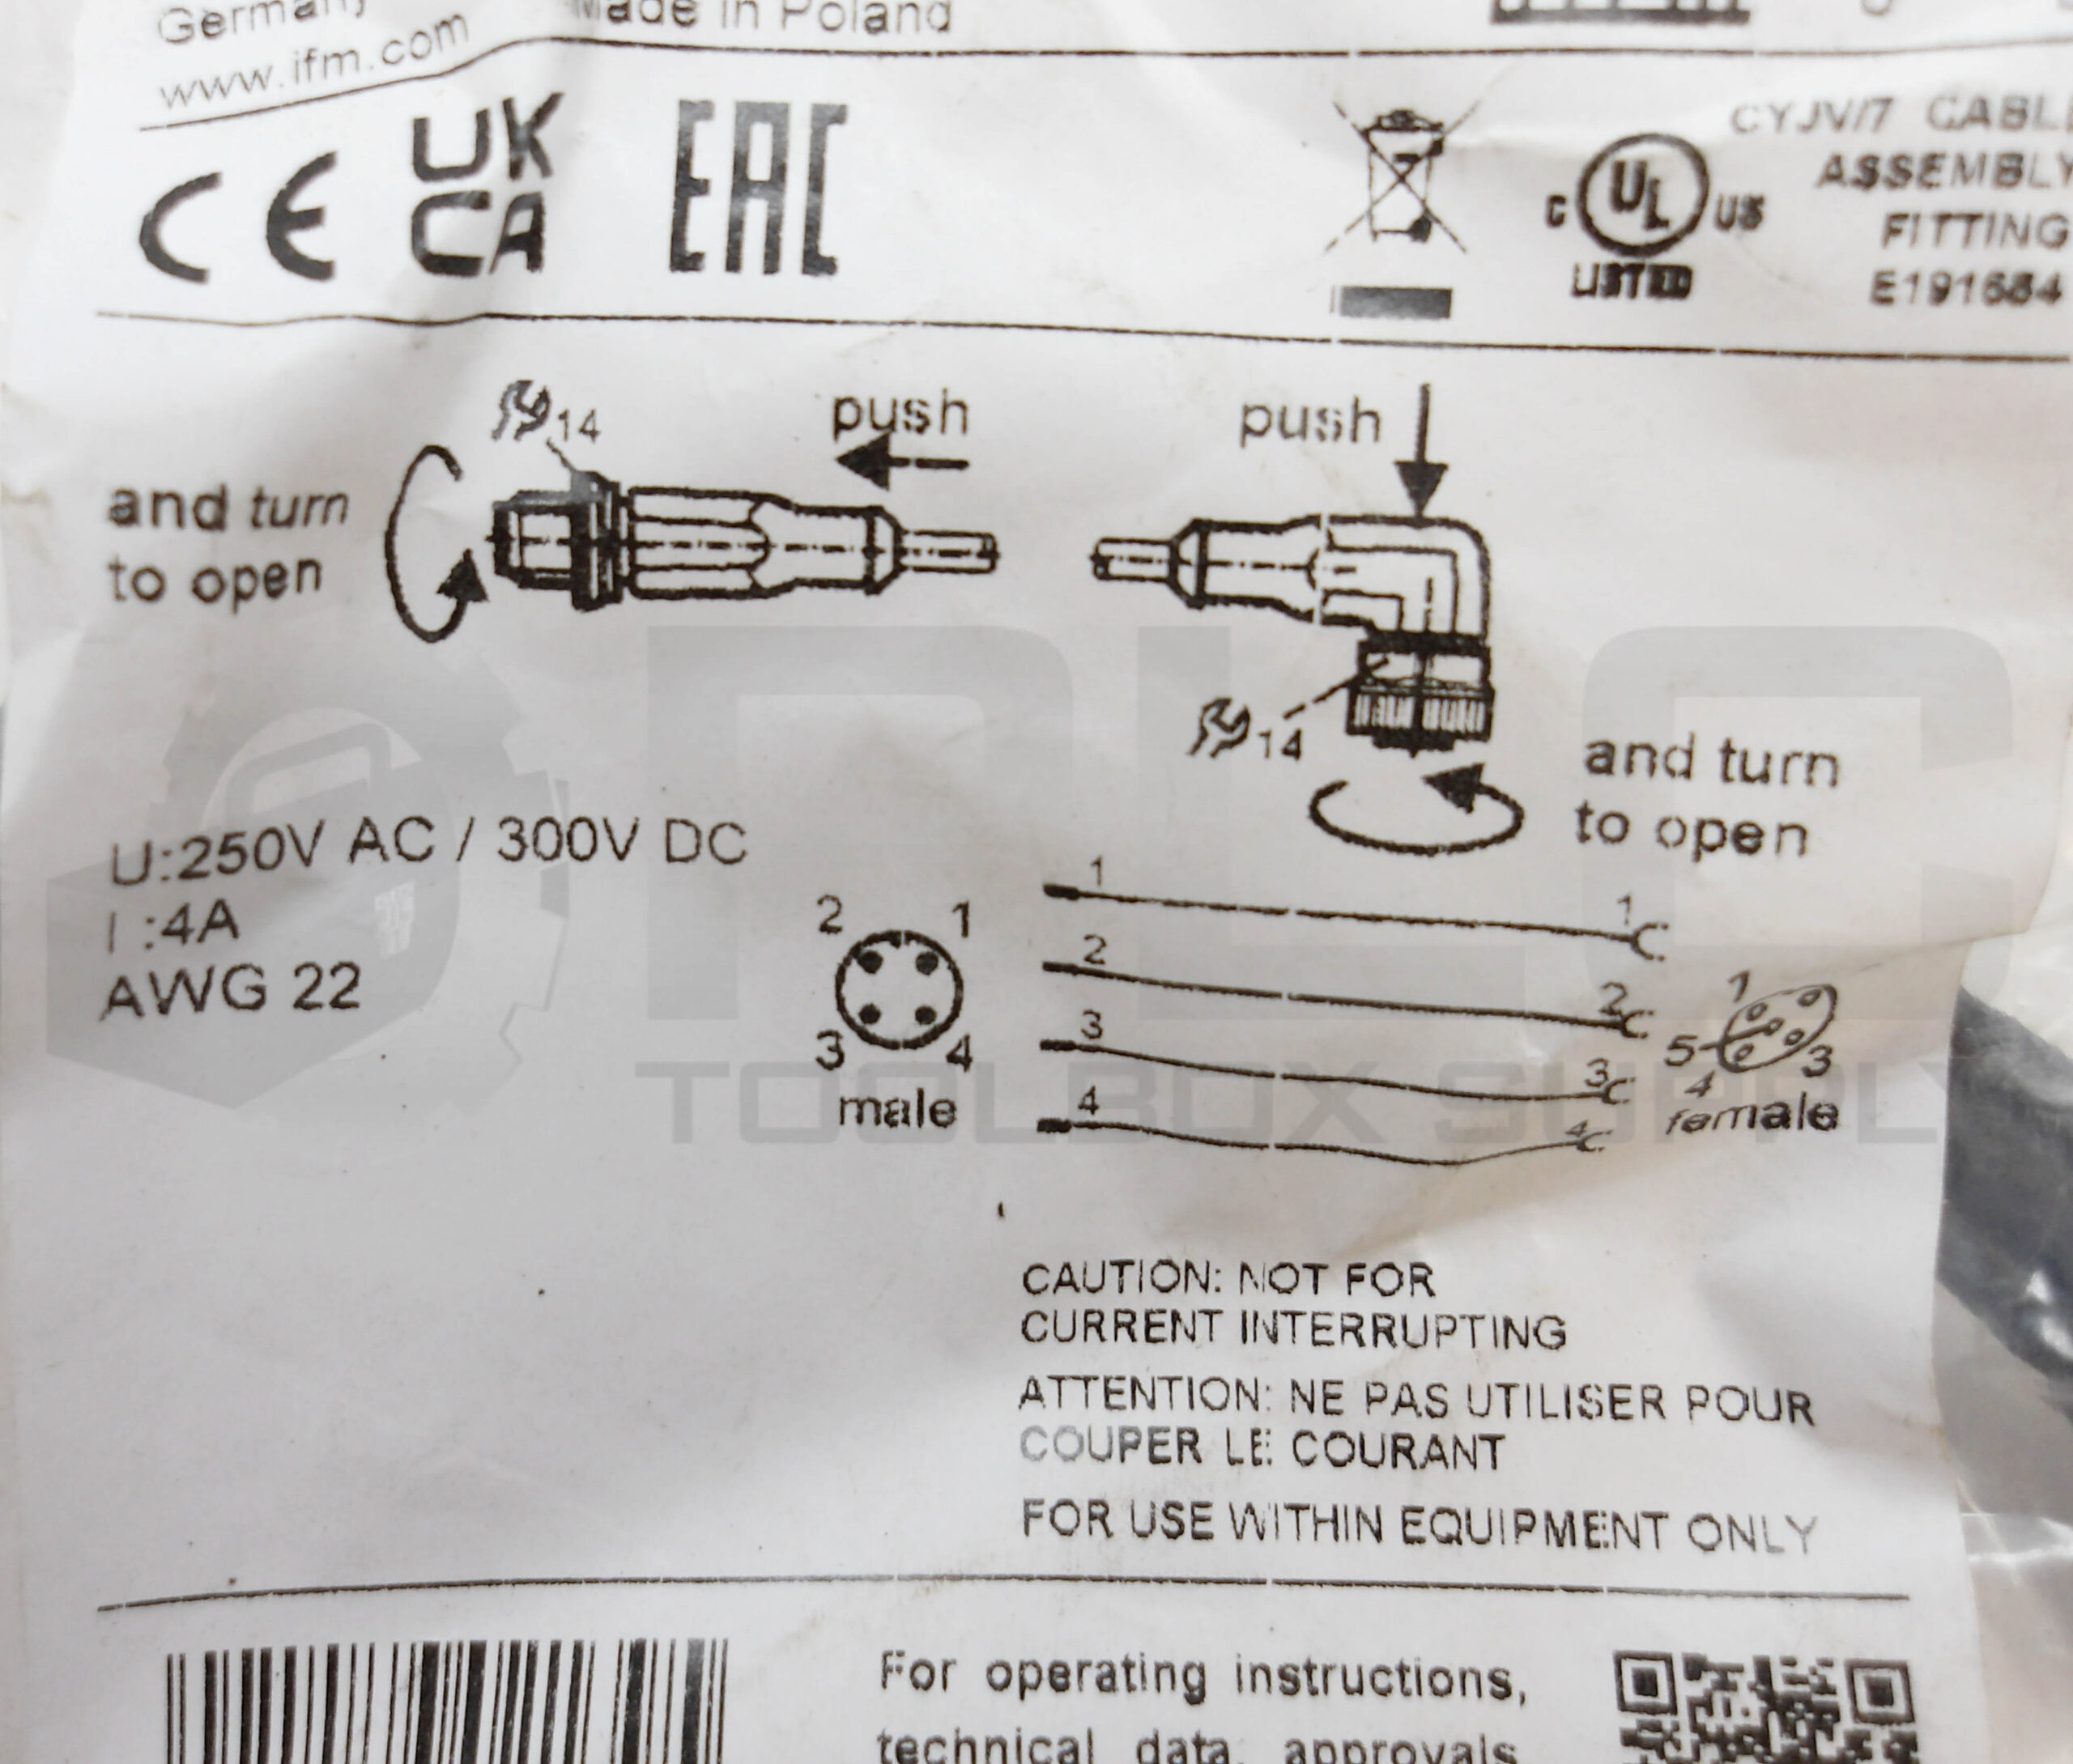 Germany
www.ifm.com
Made in Poland
CE
UK
CA
EAC
C UL US
LISTED
CYJV/7 CABLE
ASSEMBLY
FITTING
E191684
14
push
and turn
to open
push
14
and turn
to open
U:250V AC / 300V DC
I :4A
AWG 22
2 1
3 4
male
1 1
2 2
3 3
4 4
1
5 3
4
female
PLC
TOOLBOX SUPPLY
CAUTION: NOT FOR
CURRENT INTERRUPTING
ATTENTION: NE PAS UTILISER POUR
COUPER LE COURANT
FOR USE WITHIN EQUIPMENT ONLY
For operating instructions,
technical data, approvals